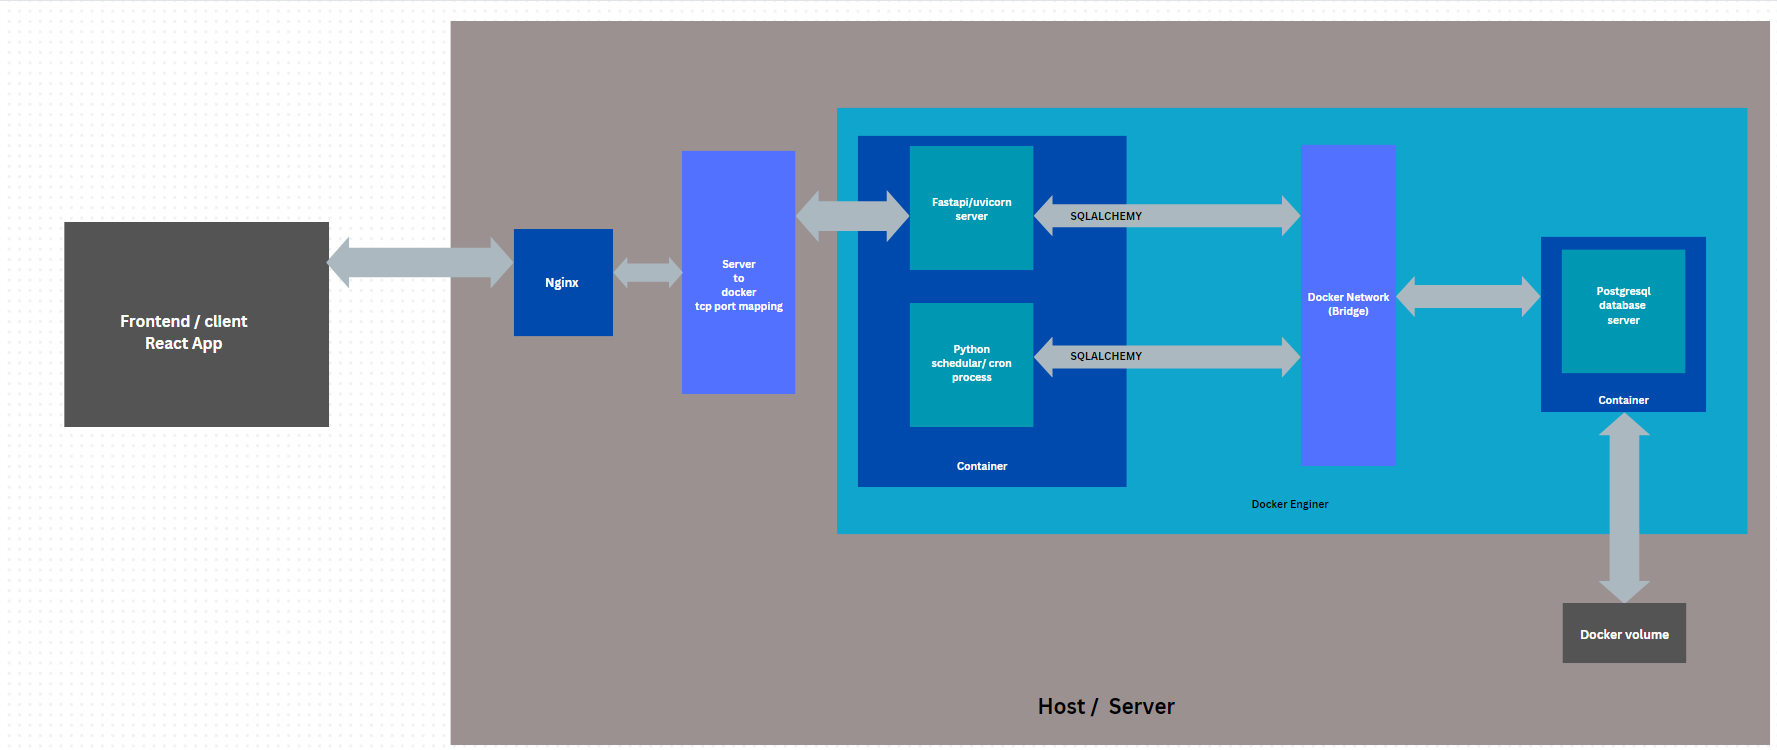 Frontend / client
React App
Nginx
Server
to
docker
tcp port mapping
Fastapi/uvicorn
server
SQLALCHEMY
Python
schedular/ cron
process
SQLALCHEMY
Container
Docker Network
(Bridge)
Postgresql
database
server
Container
Docker Enginer
Docker volume
Host /  Server